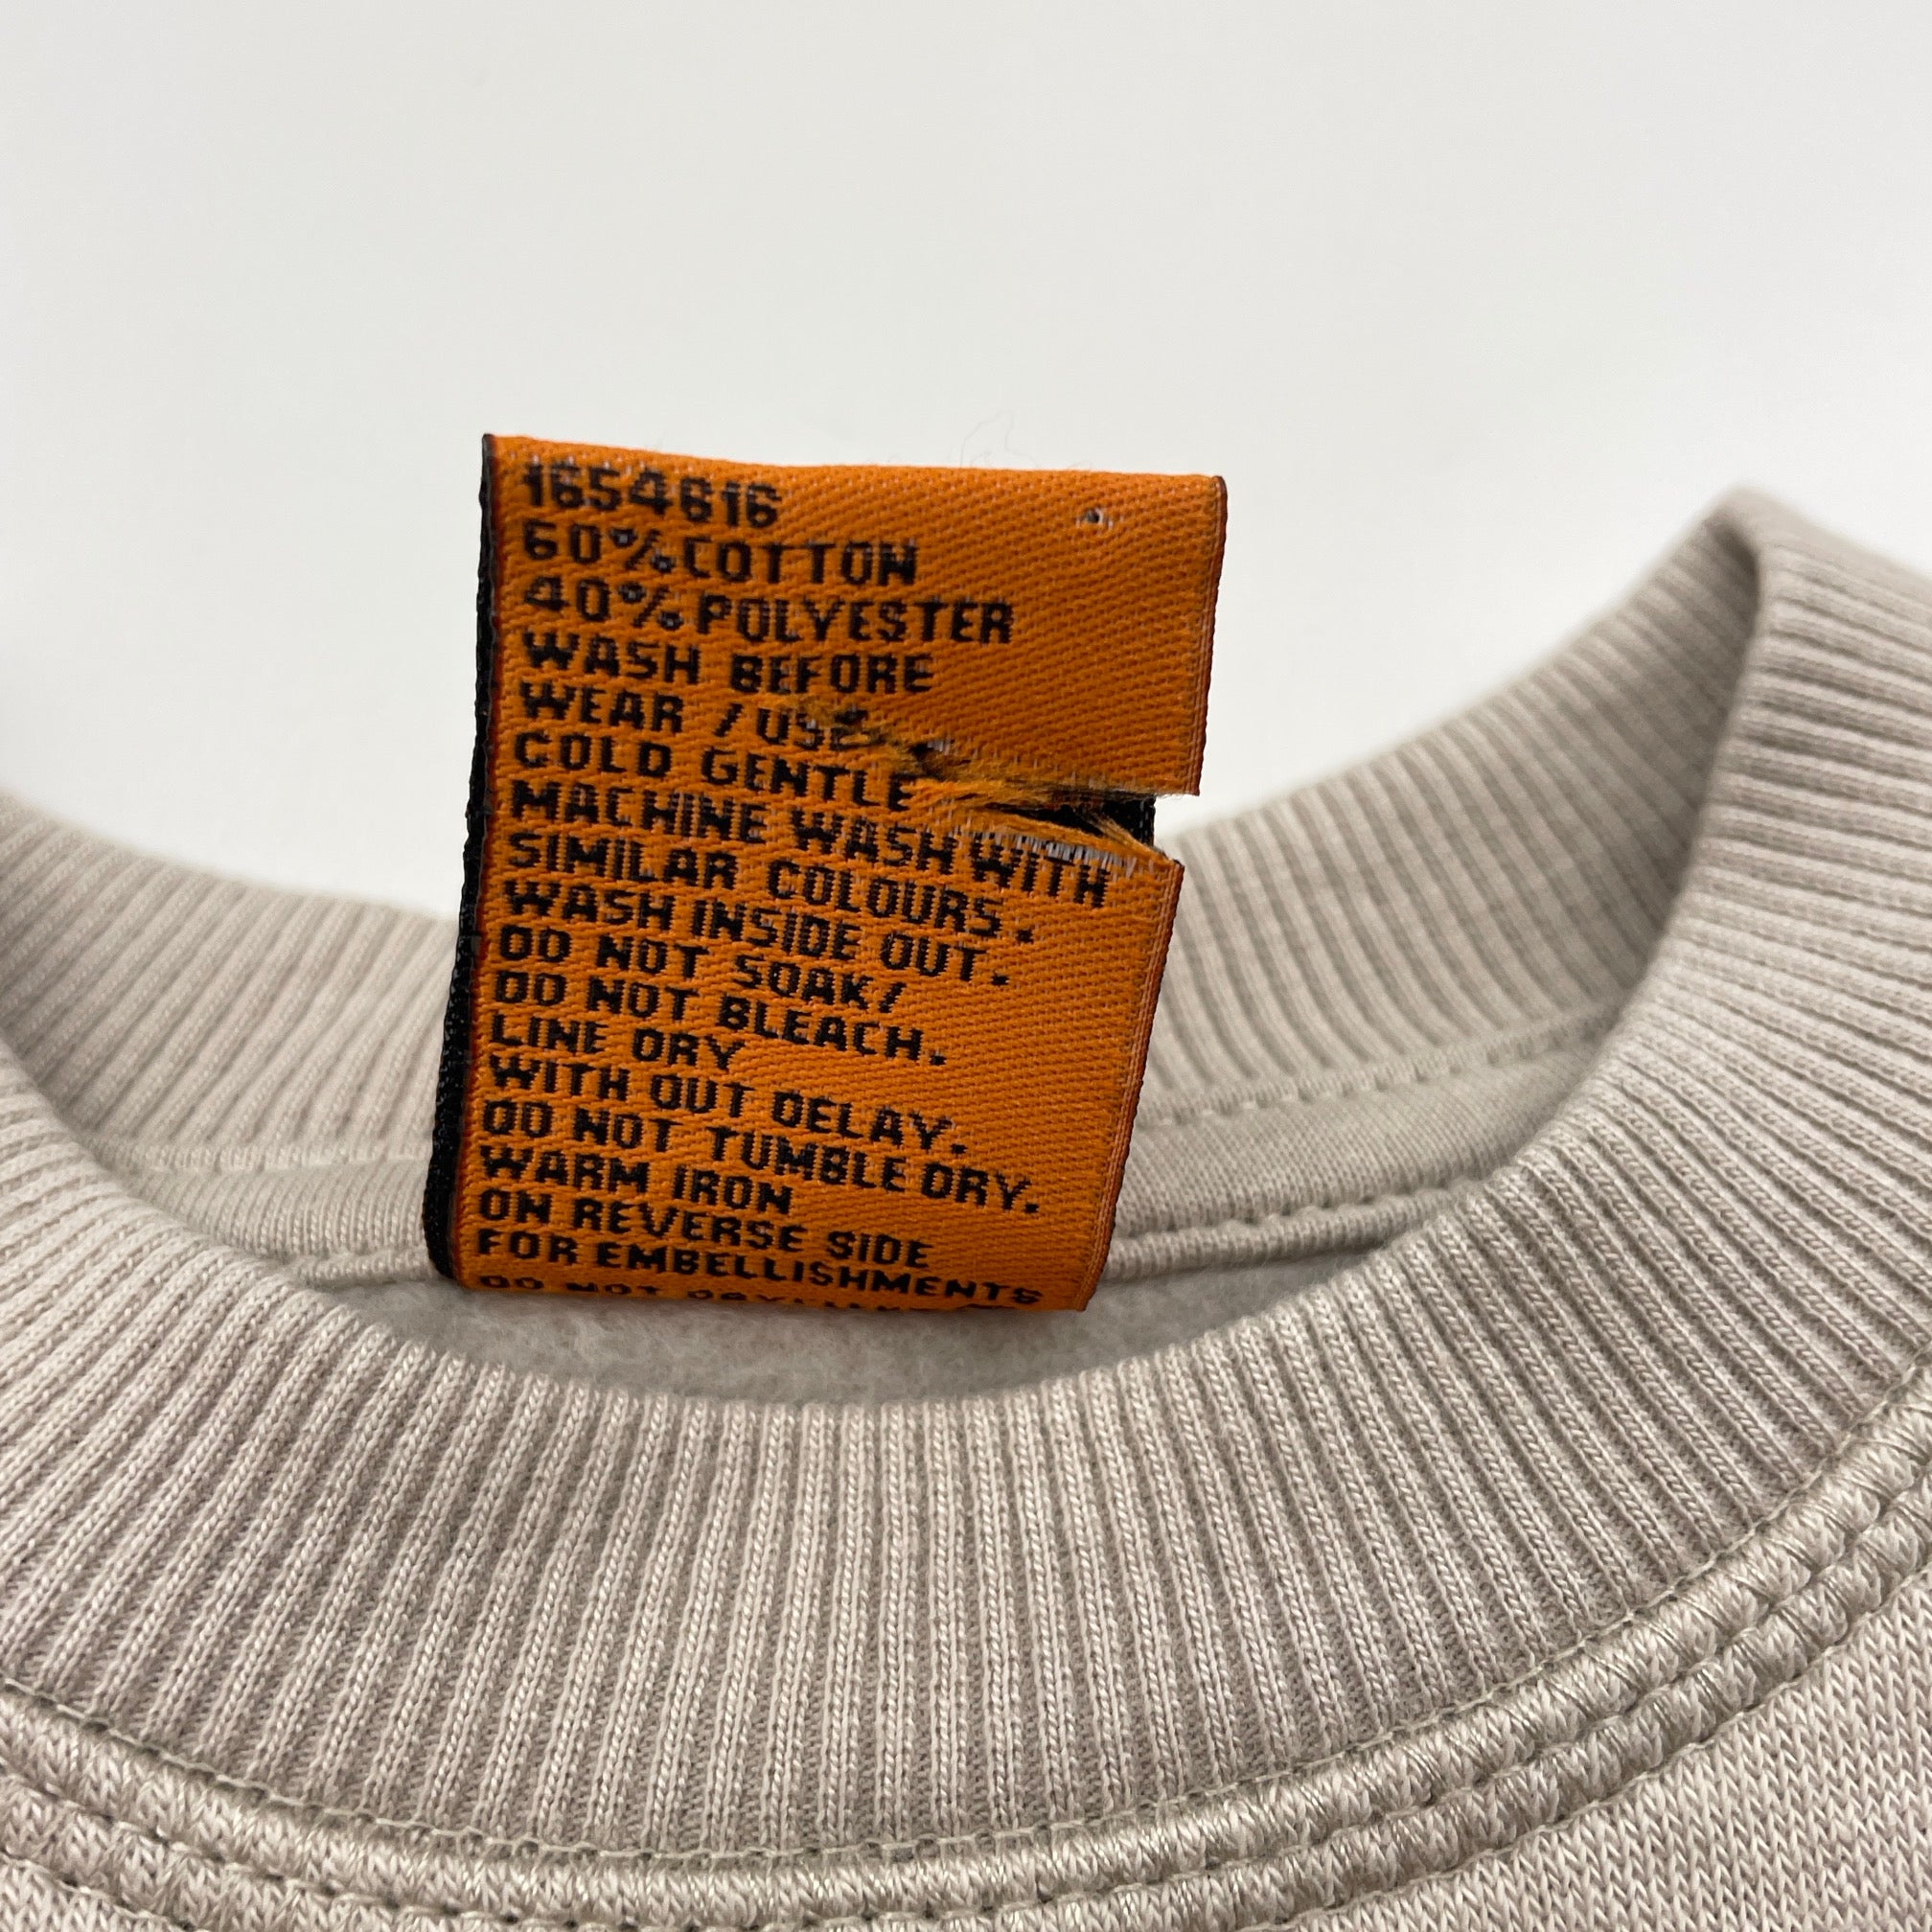 1654616
60% COTTON
40% POLYESTER
WASH BEFORE
WEAR / USE
COLD GENTLE
MACHINE WASH WITH
SIMILAR COLOURS.
WASH INSIDE OUT.
DO NOT SOAK/
DO NOT BLEACH.
LINE DRY
WITH OUT DELAY.
DO NOT TUMBLE DRY.
WARM IRON
ON REVERSE SIDE
FOR EMBELLISHMENTS
DO NOT